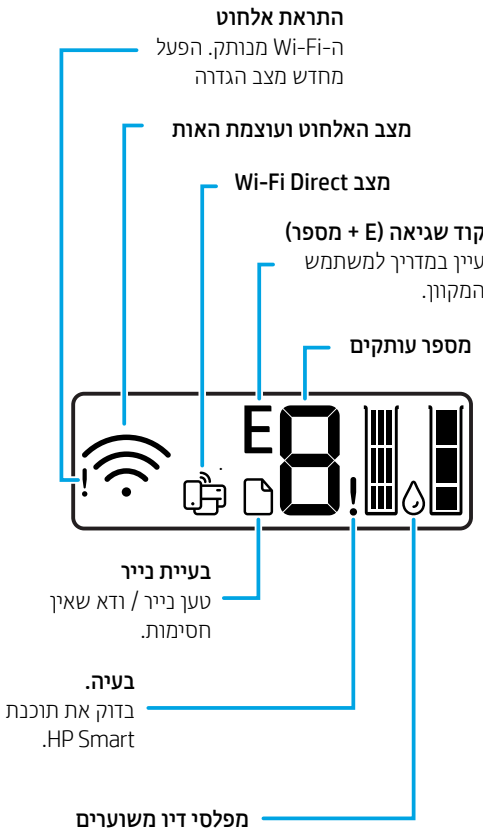 התראת אלחוט
ה-Wi-Fi מנותק. הפעל
מחדש מצב הגדרה
מצב האלחוט ועוצמת האות
מצב Wi-Fi Direct
קוד שגיאה (E + מספר)
עיין במדריך למשתמש
המקוון.
מספר עותקים
E 8
! !
בעיית נייר
טען נייר / ודא שאין
חסימות.
בעיה.
בדוק את תוכנת
HP Smart.
מפלסי דיו משוערים